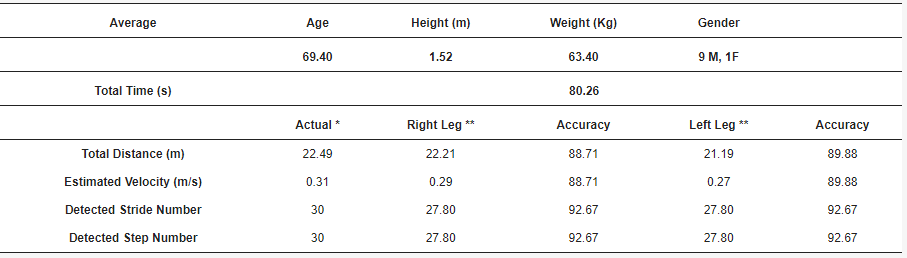 Average Age Height (m) Weight (Kg) Gender
69.40 1.52 63.40 9 M, 1F
Total Time (s) 80.26
Actual * Right Leg ** Accuracy Left Leg ** Accuracy
Total Distance (m) 22.49 22.21 88.71 21.19 89.88
Estimated Velocity (m/s) 0.31 0.29 88.71 0.27 89.88
Detected Stride Number 30 27.80 92.67 27.80 92.67
Detected Step Number 30 27.80 92.67 27.80 92.67